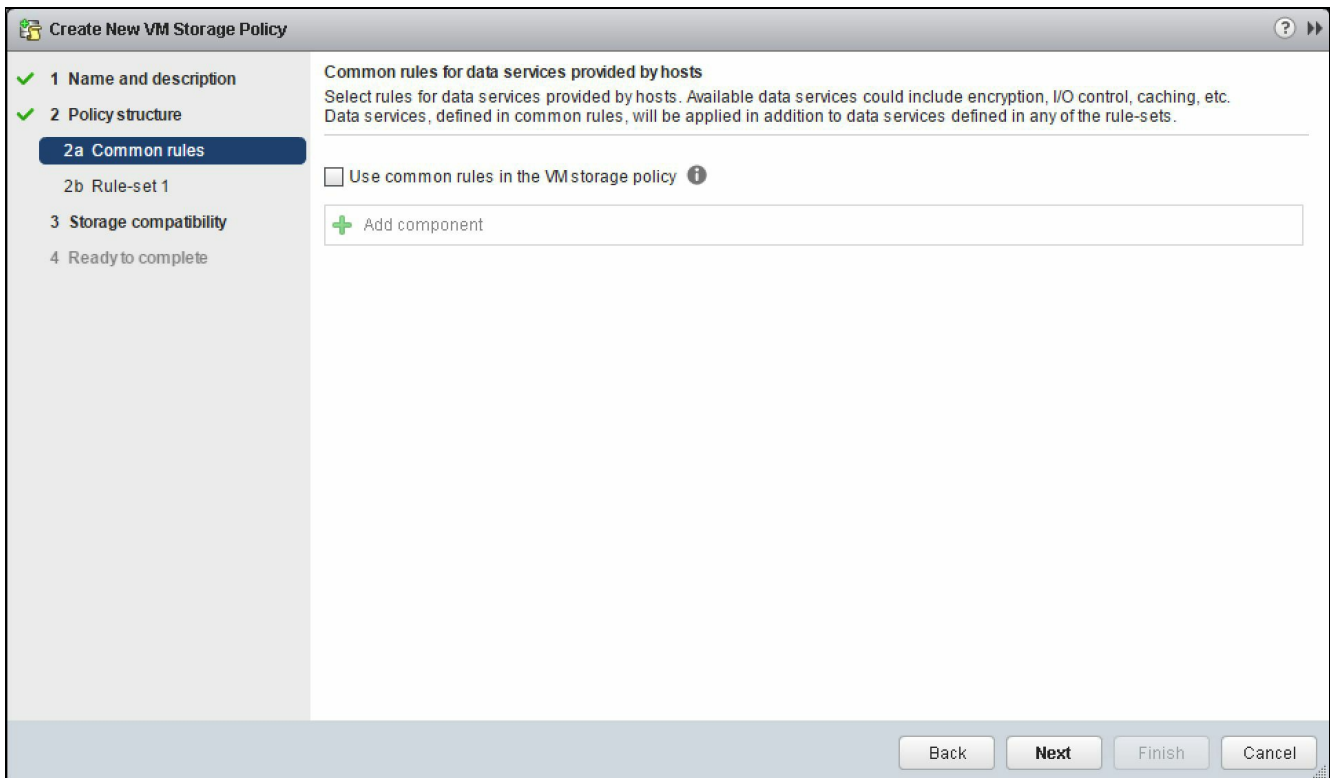 Create New VM Storage Policy
?
1 Name and description
2 Policy structure
2a Common rules
2b Rule-set 1
3 Storage compatibility
4 Ready to complete
Common rules for data services provided by hosts
Select rules for data services provided by hosts. Available data services could include encryption, I/O control, caching, etc.
Data services, defined in common rules, will be applied in addition to data services defined in any of the rule-sets.
Use common rules in the VM storage policy
Add component
Back Next Finish Cancel